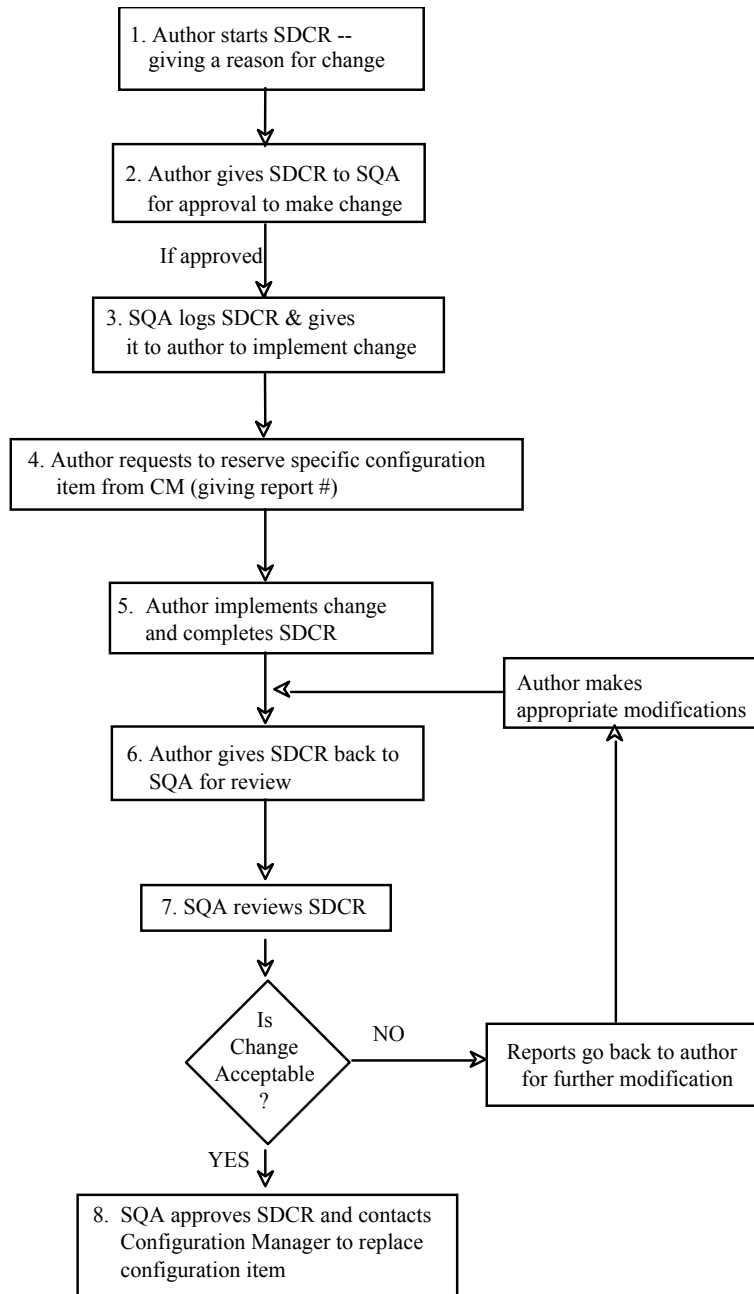 1. Author starts SDCR --
giving a reason for change
2. Author gives SDCR to SQA
for approval to make change
If approved
3. SQA logs SDCR & gives
it to author to implement change
4. Author requests to reserve specific configuration
item from CM (giving report #)
5. Author implements change
and completes SDCR
Author makes
appropriate modifications
6. Author gives SDCR back to
SQA for review
7. SQA reviews SDCR
Is
Change
Acceptable
?
NO
Reports go back to author
for further modification
YES
8. SQA approves SDCR and contacts
Configuration Manager to replace
configuration item